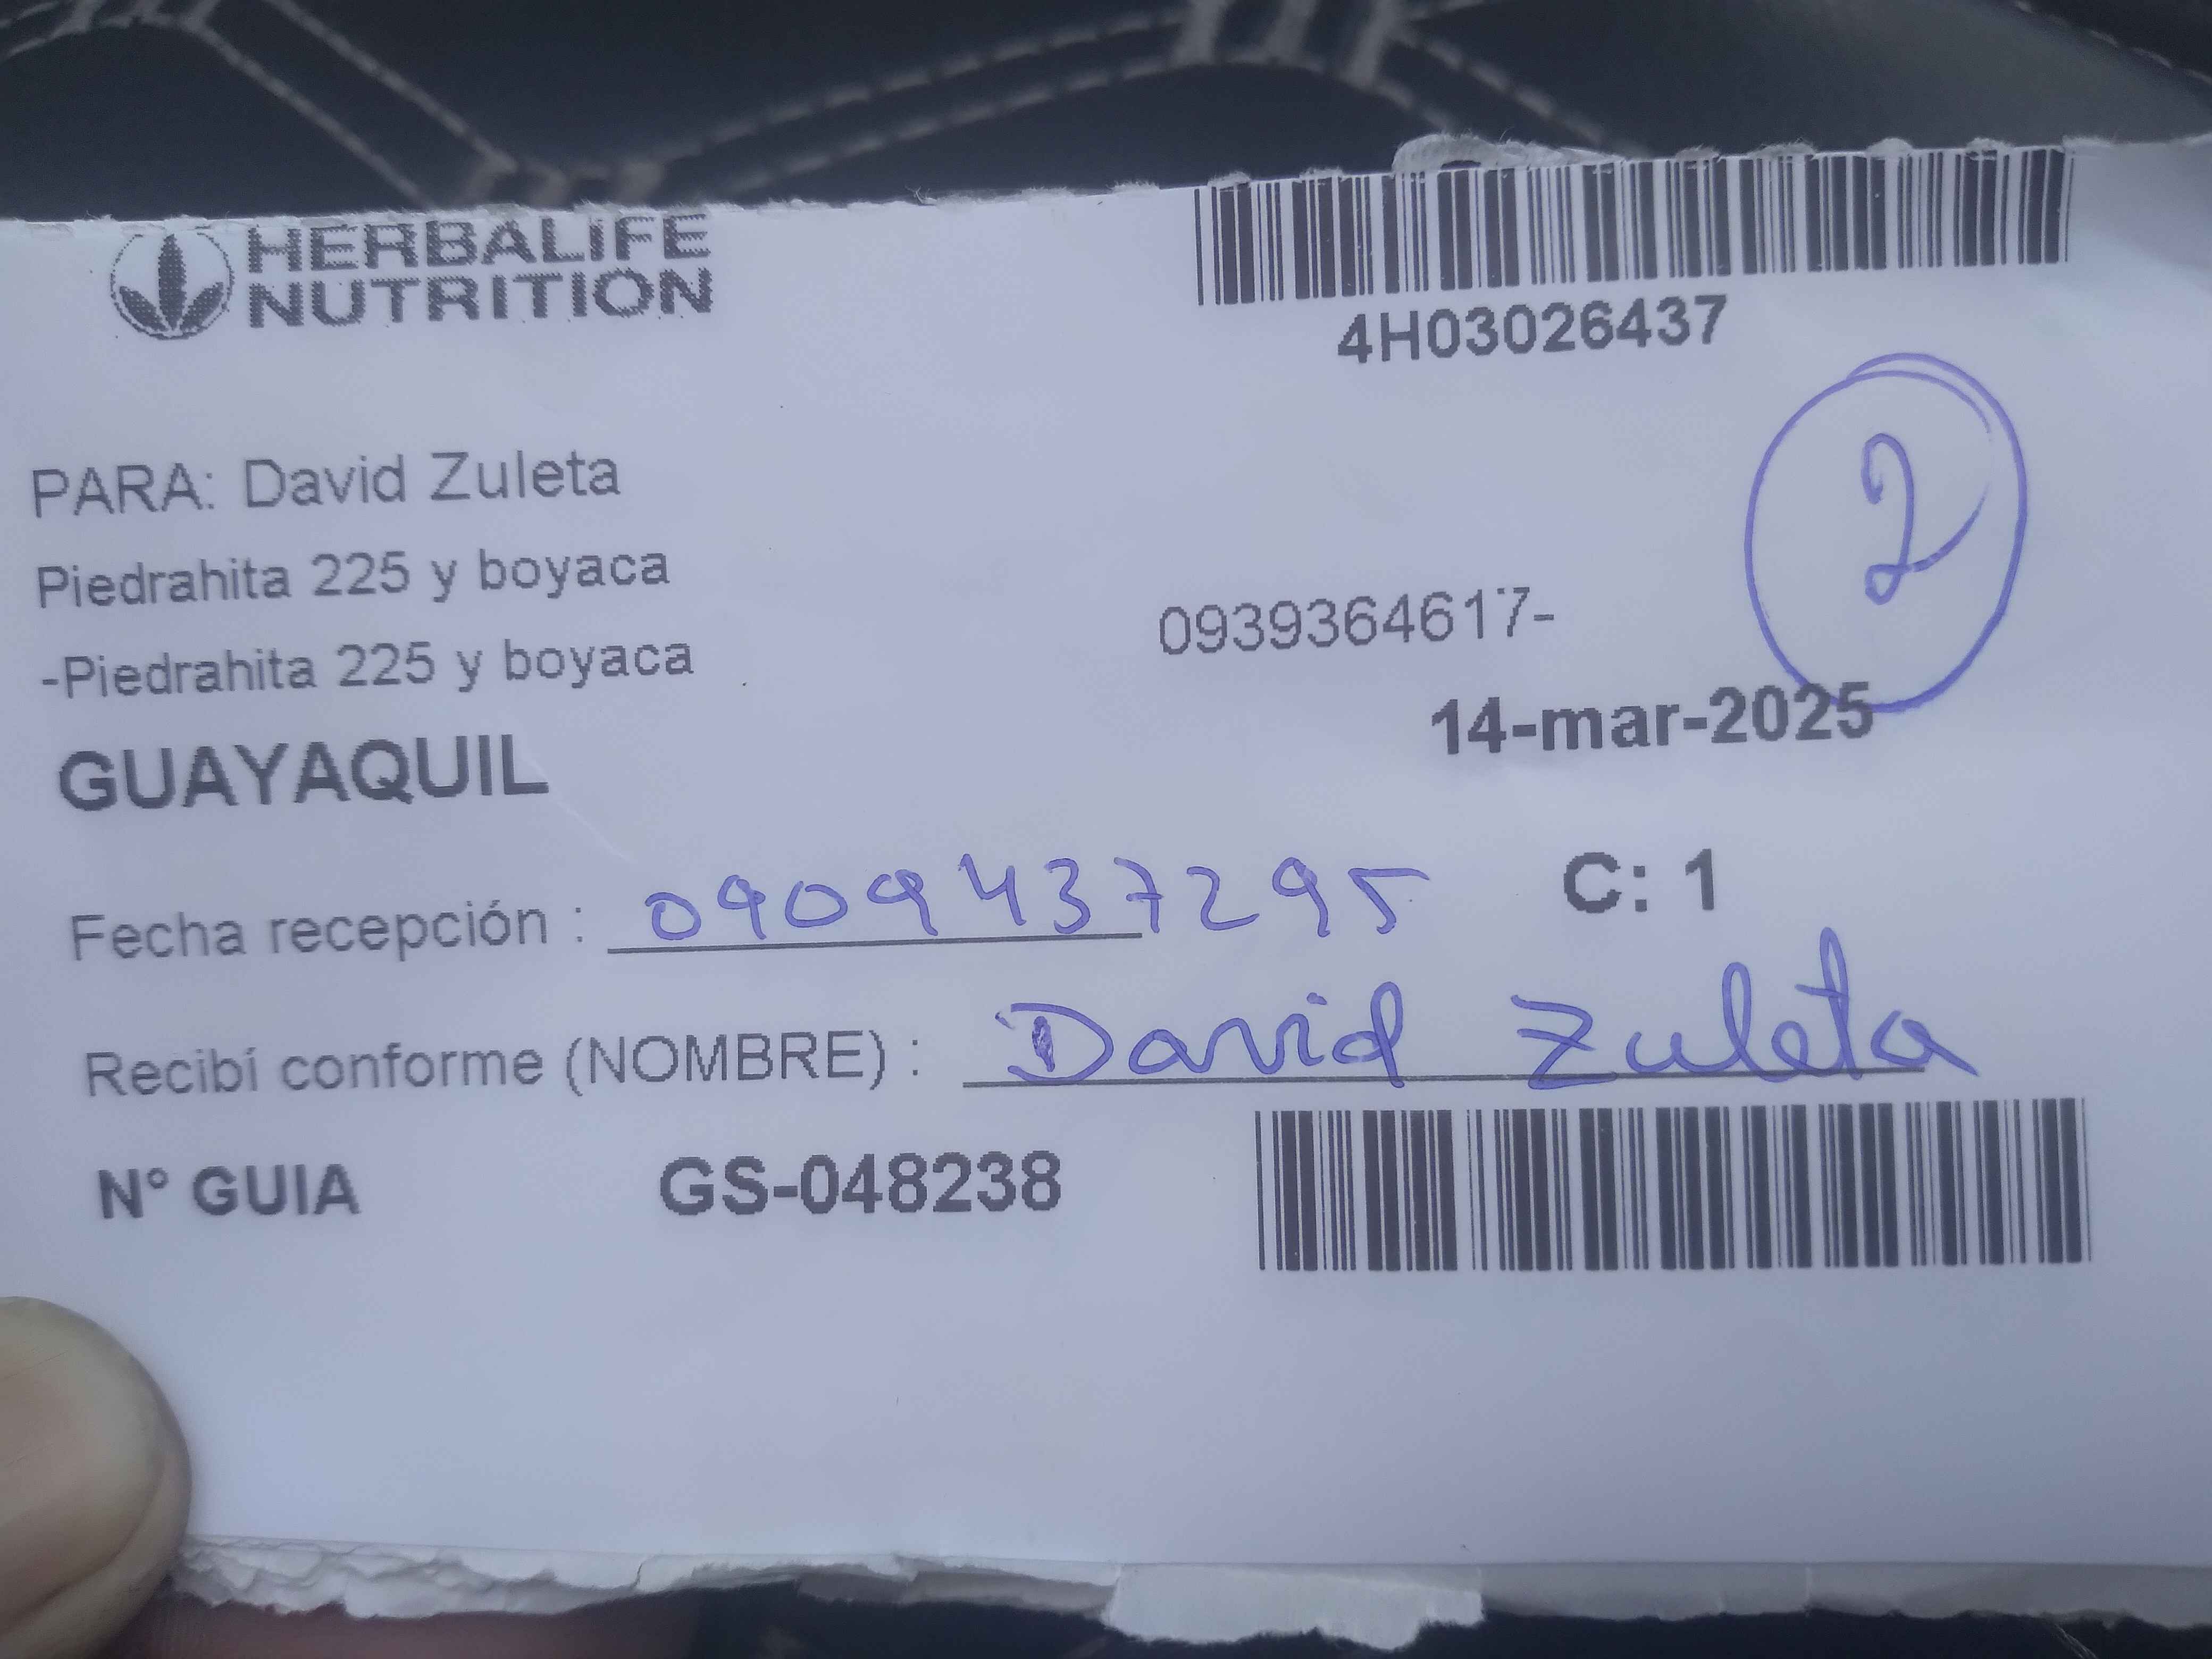 HERBALIFE
NUTRITION
4H03026437
2
PARA: David Zuleta
Piedrahita 225 y boyaca
-Piedrahita 225 y boyaca
0939364617-
14-mar-2025
GUAYAQUIL
Fecha recepción : 0909437295
C: 1
Recibí conforme (NOMBRE) : David Zuleta
N° GUIA GS-048238